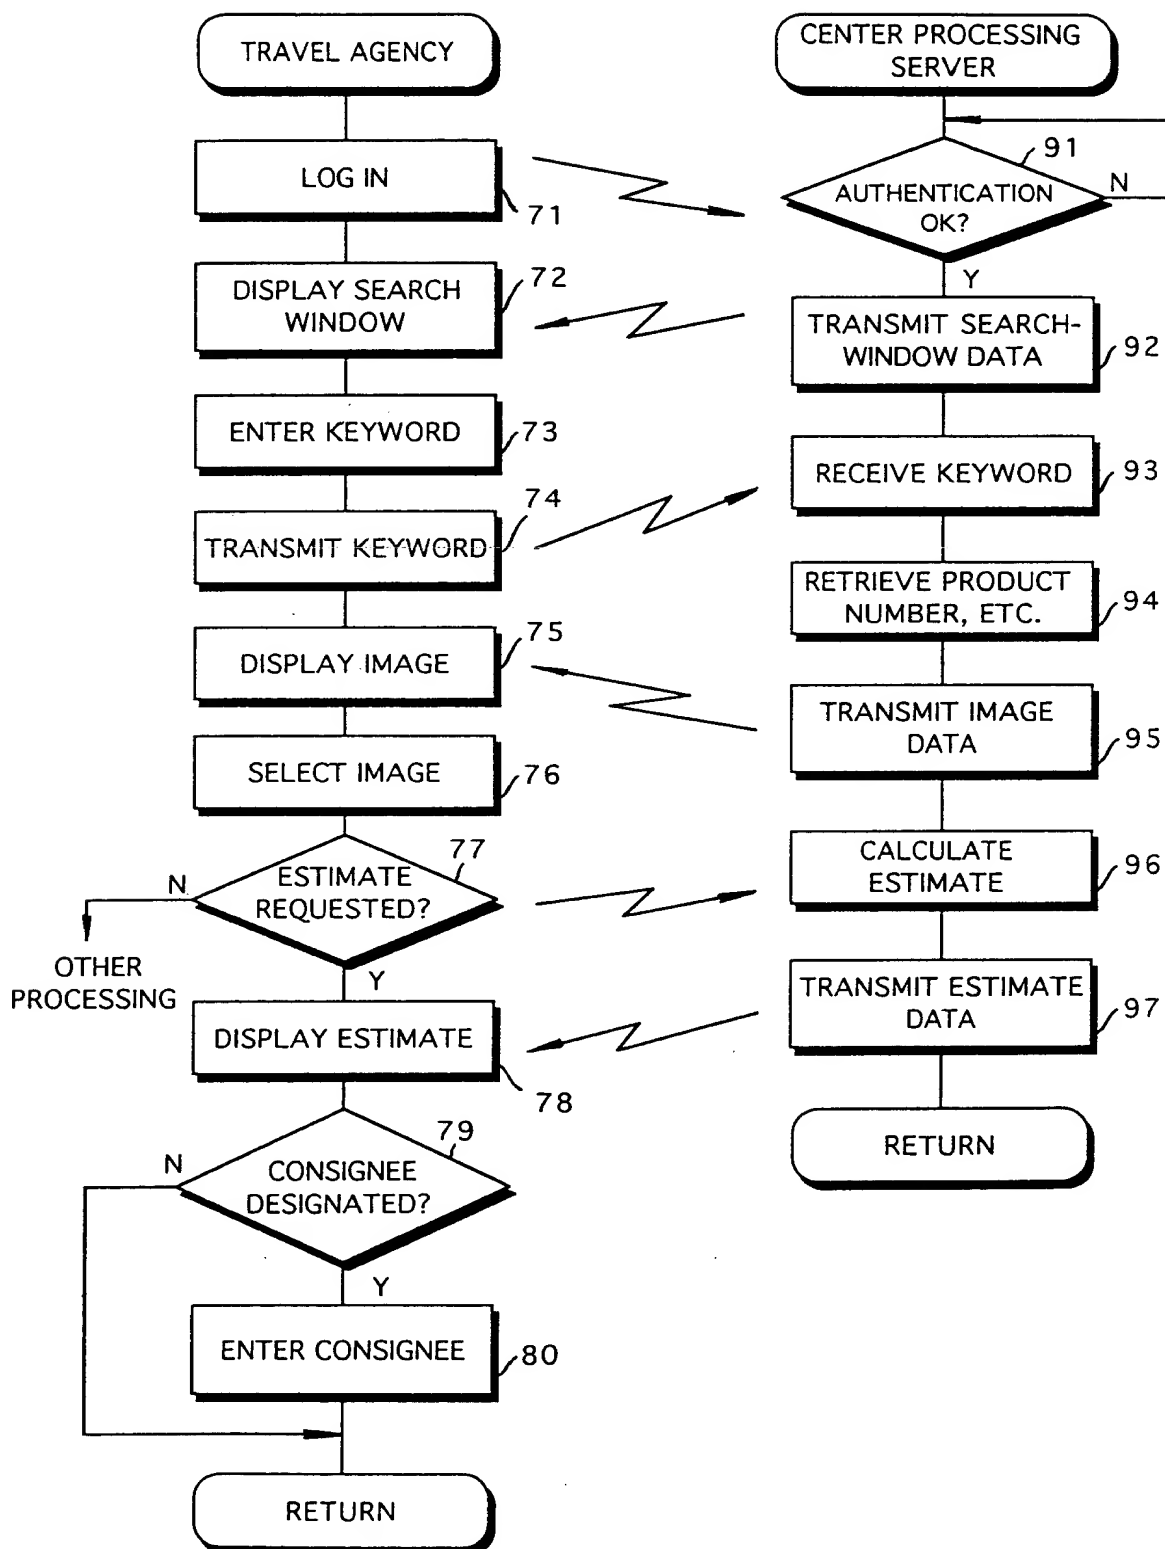 TRAVEL AGENCY
LOG IN
71
DISPLAY SEARCH
WINDOW
72
ENTER KEYWORD
73
TRANSMIT KEYWORD
74
DISPLAY IMAGE
75
SELECT IMAGE
76
ESTIMATE
REQUESTED?
77
N
OTHER
PROCESSING
Y
DISPLAY ESTIMATE
78
CONSIGNEE
DESIGNATED?
79
N
Y
ENTER CONSIGNEE
80
RETURN
CENTER PROCESSING
SERVER
AUTHENTICATION
OK?
91
N
Y
TRANSMIT SEARCH-
WINDOW DATA
92
RECEIVE KEYWORD
93
RETRIEVE PRODUCT
NUMBER, ETC.
94
TRANSMIT IMAGE
DATA
95
CALCULATE
ESTIMATE
96
TRANSMIT ESTIMATE
DATA
97
RETURN